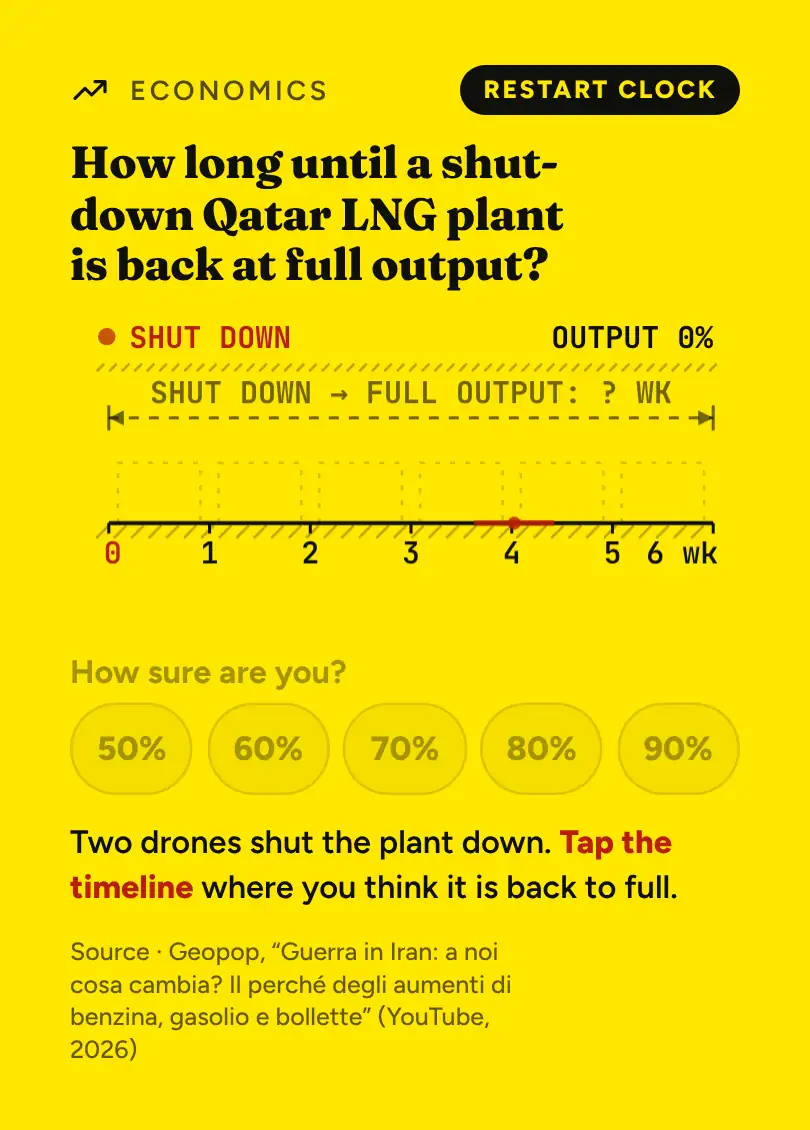 ECONOMICS
RESTART CLOCK
How long until a shut-
down Qatar LNG plant
is back at full output?
SHUT DOWN
OUTPUT 0%
SHUT DOWN → FULL OUTPUT: ? WK
0 1 2 3 4 5 6 wk
How sure are you?
50% 60% 70% 80% 90%
Two drones shut the plant down. Tap the
timeline where you think it is back to full.
Source · Geopop, “Guerra in Iran: a noi
cosa cambia? Il perché degli aumenti di
benzina, gasolio e bollette” (YouTube,
2026)